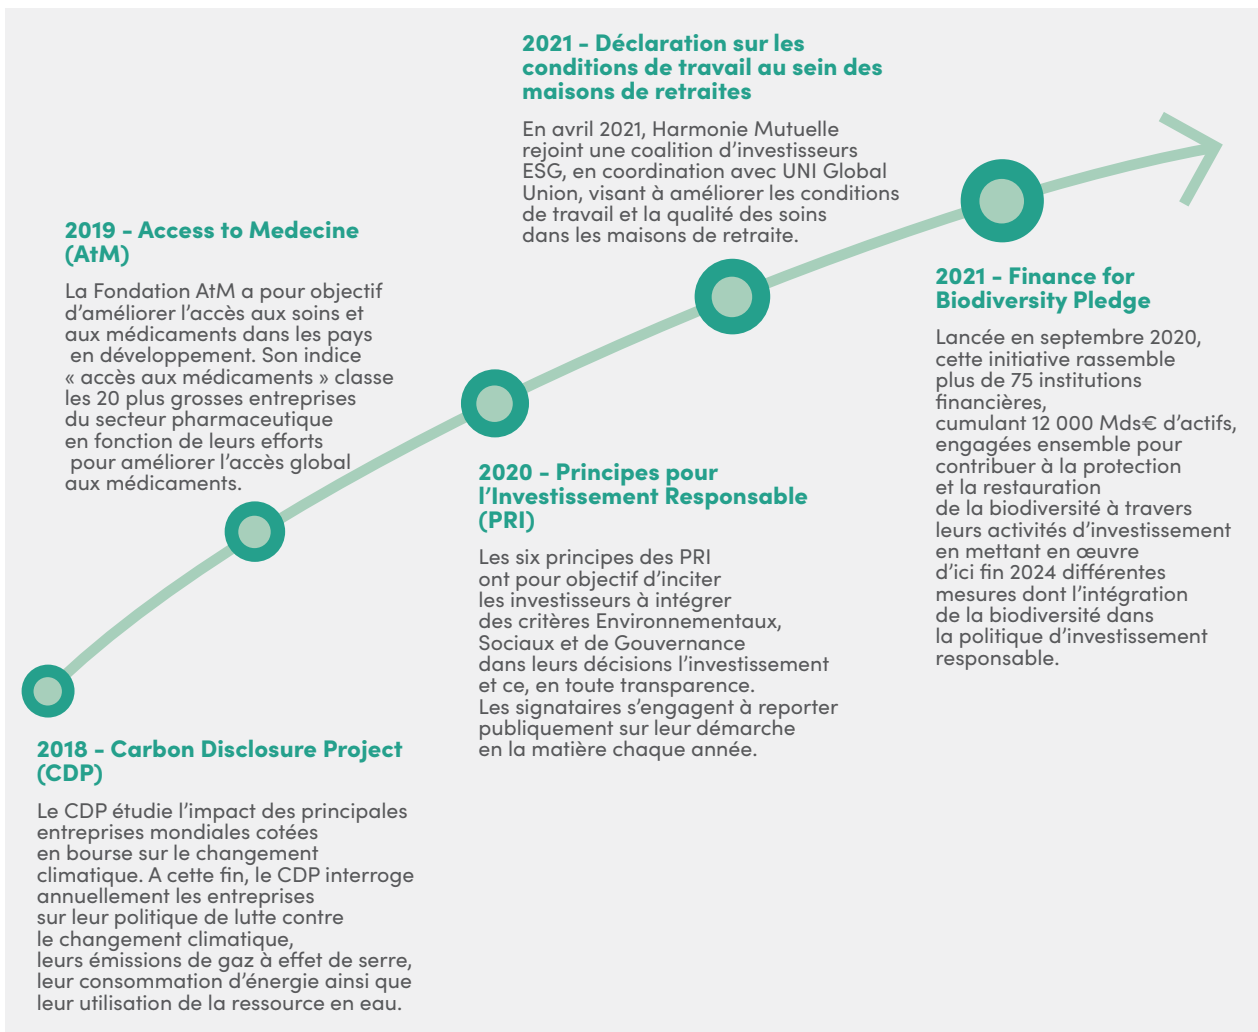 2018 - Carbon Disclosure Project
(CDP)
Le CDP étudie l’impact des principales
entreprises mondiales cotées
en bourse sur le changement
climatique. A cette fin, le CDP interroge
annuellement les entreprises
sur leur politique de lutte contre
le changement climatique,
leurs émissions de gaz à effet de serre,
leur consommation d’énergie ainsi que
leur utilisation de la ressource en eau.
2019 - Access to Medecine
(AtM)
La Fondation AtM a pour objectif
d’améliorer l’accès aux soins et
aux médicaments dans les pays
en développement. Son indice
« accès aux médicaments » classe
les 20 plus grosses entreprises
du secteur pharmaceutique
en fonction de leurs efforts
pour améliorer l’accès global
aux médicaments.
2020 - Principes pour
l’Investissement Responsable
(PRI)
Les six principes des PRI
ont pour objectif d’inciter
les investisseurs à intégrer
des critères Environnementaux,
Sociaux et de Gouvernance
dans leurs décisions l’investissement
et ce, en toute transparence.
Les signataires s’engagent à reporter
publiquement sur leur démarche
en la matière chaque année.
2021 - Déclaration sur les
conditions de travail au sein des
maisons de retraites
En avril 2021, Harmonie Mutuelle
rejoint une coalition d’investisseurs
ESG, en coordination avec UNI Global
Union, visant à améliorer les conditions
de travail et la qualité des soins
dans les maisons de retraite.
2021 - Finance for
Biodiversity Pledge
Lancée en septembre 2020,
cette initiative rassemble
plus de 75 institutions
financières,
cumulant 12 000 Mds€ d’actifs,
engagées ensemble pour
contribuer à la protection
et la restauration
de la biodiversité à travers
leurs activités d’investissement
en mettant en œuvre
d’ici fin 2024 différentes
mesures dont l’intégration
de la biodiversité dans
la politique d’investissement
responsable.